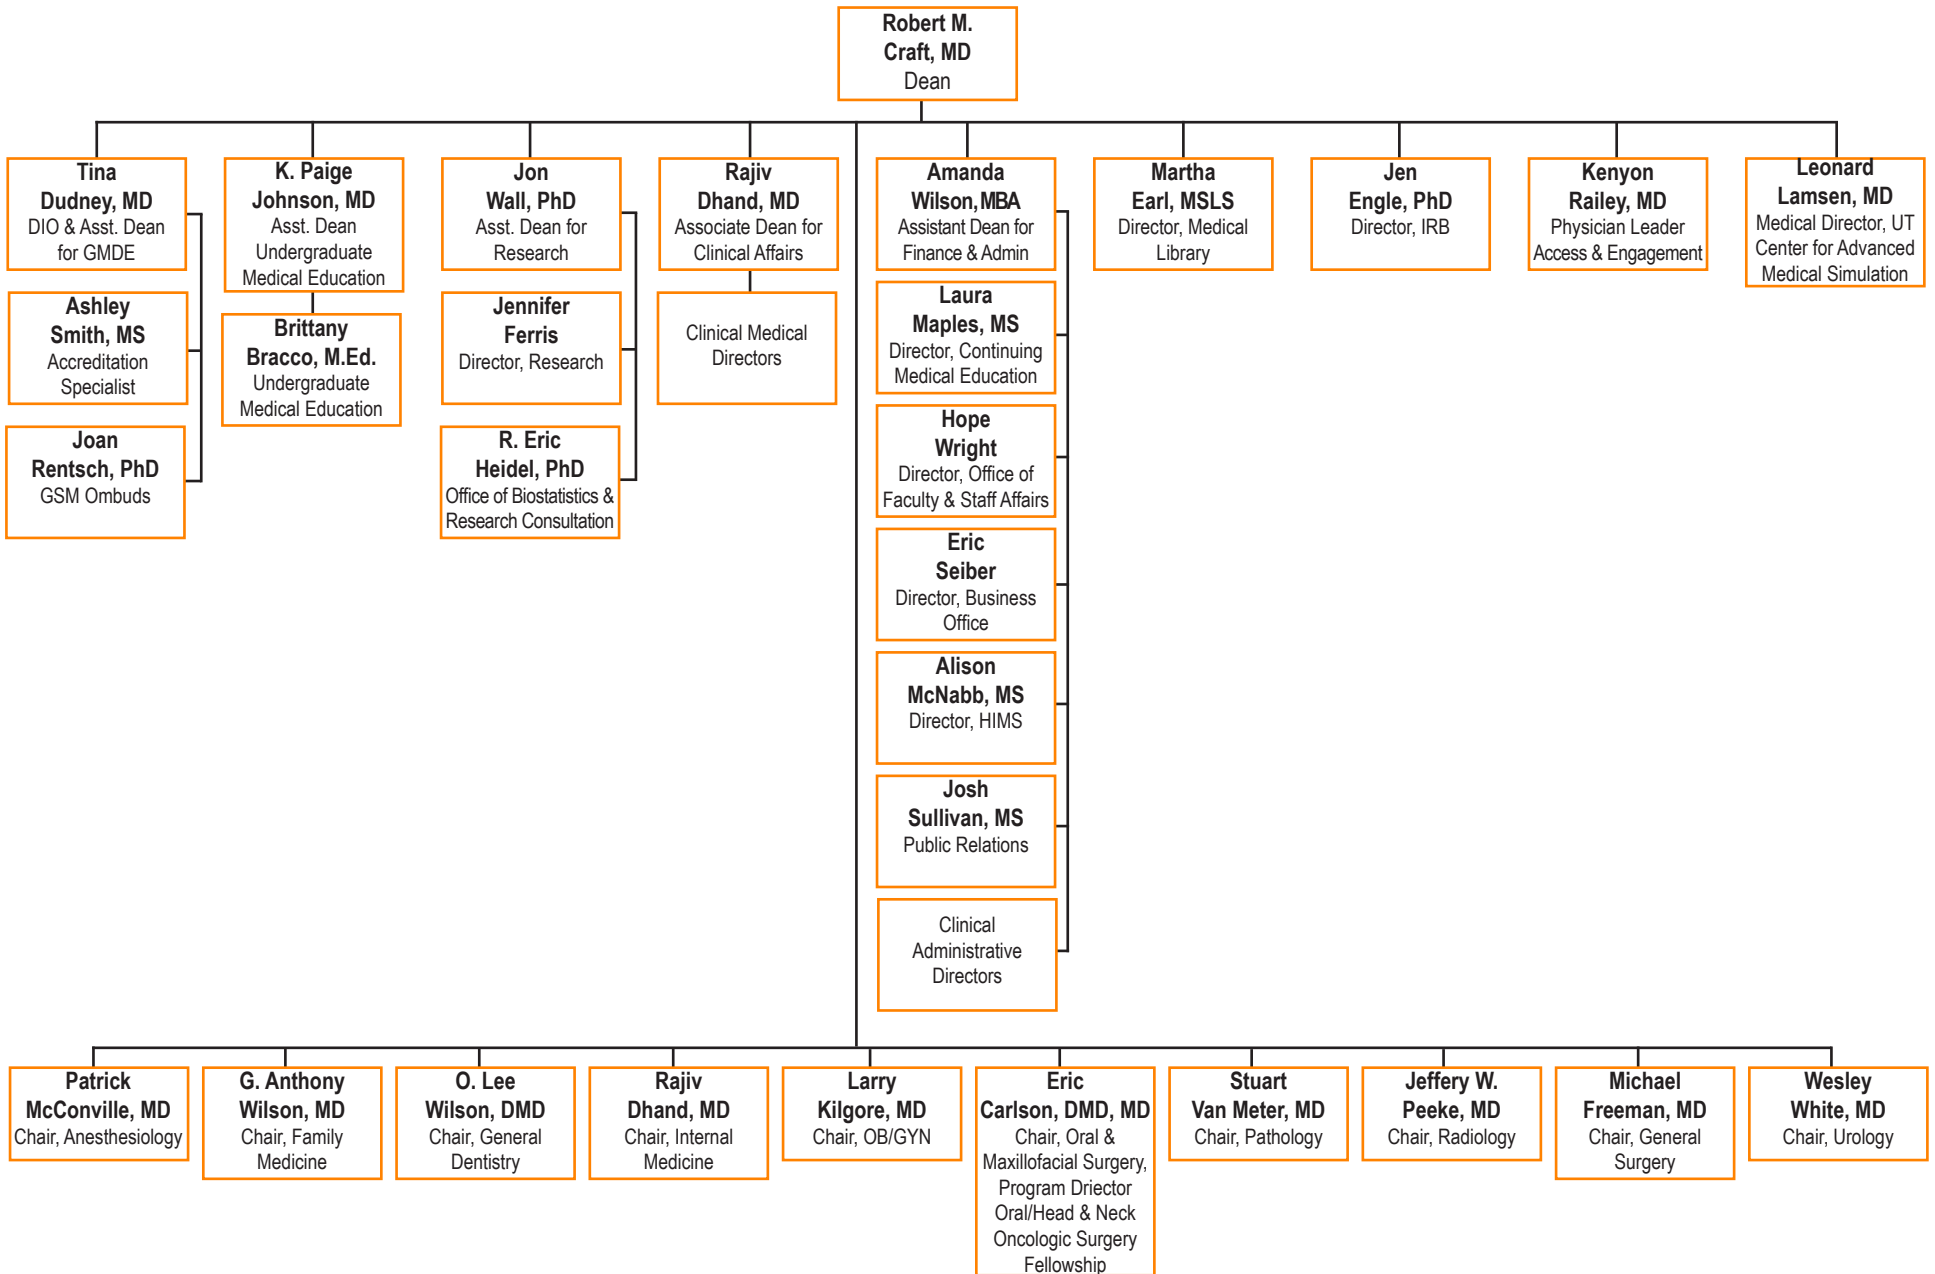 Robert M.
Craft, MD
Dean
Tina
Dudney, MD
DIO & Asst. Dean
for GMDE
K. Paige
Johnson, MD
Asst. Dean
Undergraduate
Medical Education
Jon
Wall, PhD
Asst. Dean for
Research
Rajiv
Dhand, MD
Associate Dean for
Clinical Affairs
Amanda
Wilson, MBA
Assistant Dean for
Finance & Admin
Martha
Earl, MSLS
Director, Medical
Library
Jen
Engle, PhD
Director, IRB
Kenyon
Railey, MD
Physician Leader
Access & Engagement
Leonard
Lamsen, MD
Medical Director, UT
Center for Advanced
Medical Simulation
Ashley
Smith, MS
Accreditation
Specialist
Brittany
Bracco, M.Ed.
Undergraduate
Medical Education
Jennifer
Ferris
Director, Research
Clinical Medical
Directors
Laura
Maples, MS
Director, Continuing
Medical Education
Joan
Rentsch, PhD
GSM Ombuds
R. Eric
Heidel, PhD
Office of Biostatistics &
Research Consultation
Hope
Wright
Director, Office of
Faculty & Staff Affairs
Eric
Seiber
Director, Business
Office
Alison
McNabb, MS
Director, HIMS
Josh
Sullivan, MS
Public Relations
Clinical
Administrative
Directors
Patrick
McConville, MD
Chair, Anesthesiology
G. Anthony
Wilson, MD
Chair, Family
Medicine
O. Lee
Wilson, DMD
Chair, General
Dentistry
Rajiv
Dhand, MD
Chair, Internal
Medicine
Larry
Kilgore, MD
Chair, OB/GYN
Eric
Carlson, DMD, MD
Chair, Oral &
Maxillofacial Surgery,
Program Driector
Oral/Head & Neck
Oncologic Surgery
Fellowship
Stuart
Van Meter, MD
Chair, Pathology
Jeffery W.
Peeke, MD
Chair, Radiology
Michael
Freeman, MD
Chair, General
Surgery
Wesley
White, MD
Chair, Urology